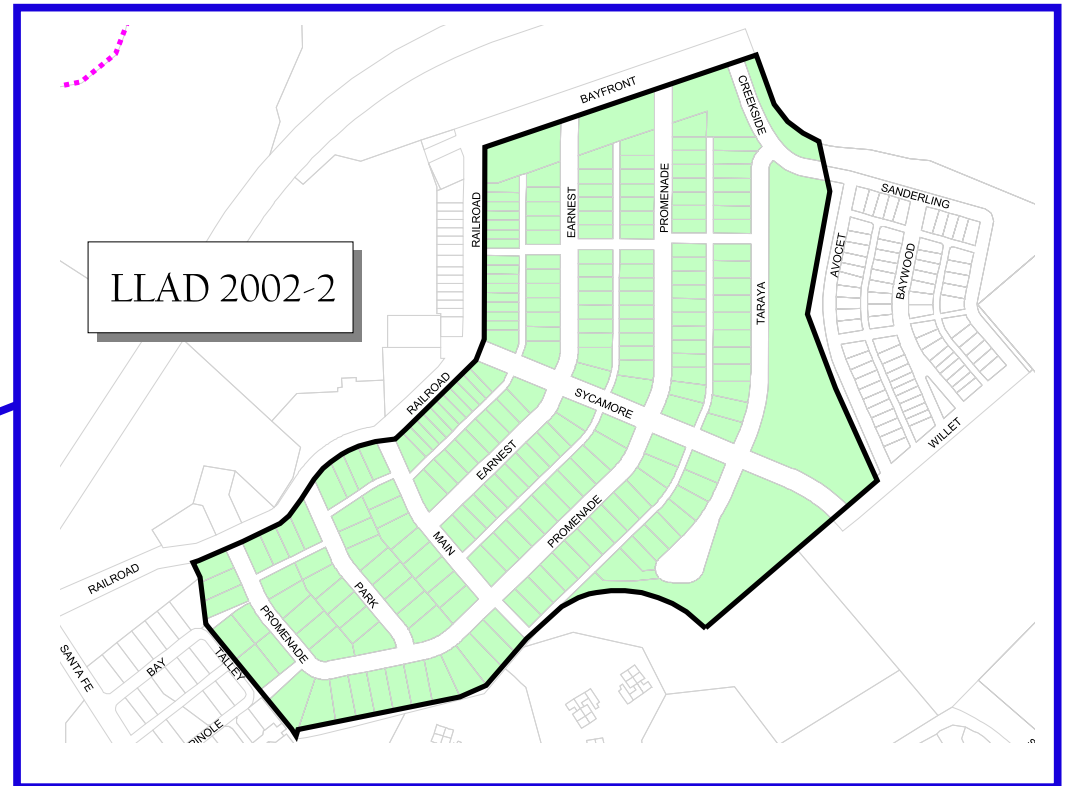 BAYFRONT
CREEKSIDE
SANDERLING
RAILROAD
EARNEST
PROMENADE
AVOCET
BAYWOOD
TARAYA
LLAD 2002-2
RAILROAD
SYCAMORE
WILLET
EARNEST
PROMENADE
MAIN
RAILROAD
PARK
PROMENADE
SANTA FE
BAY
TALLEY
PINOLE